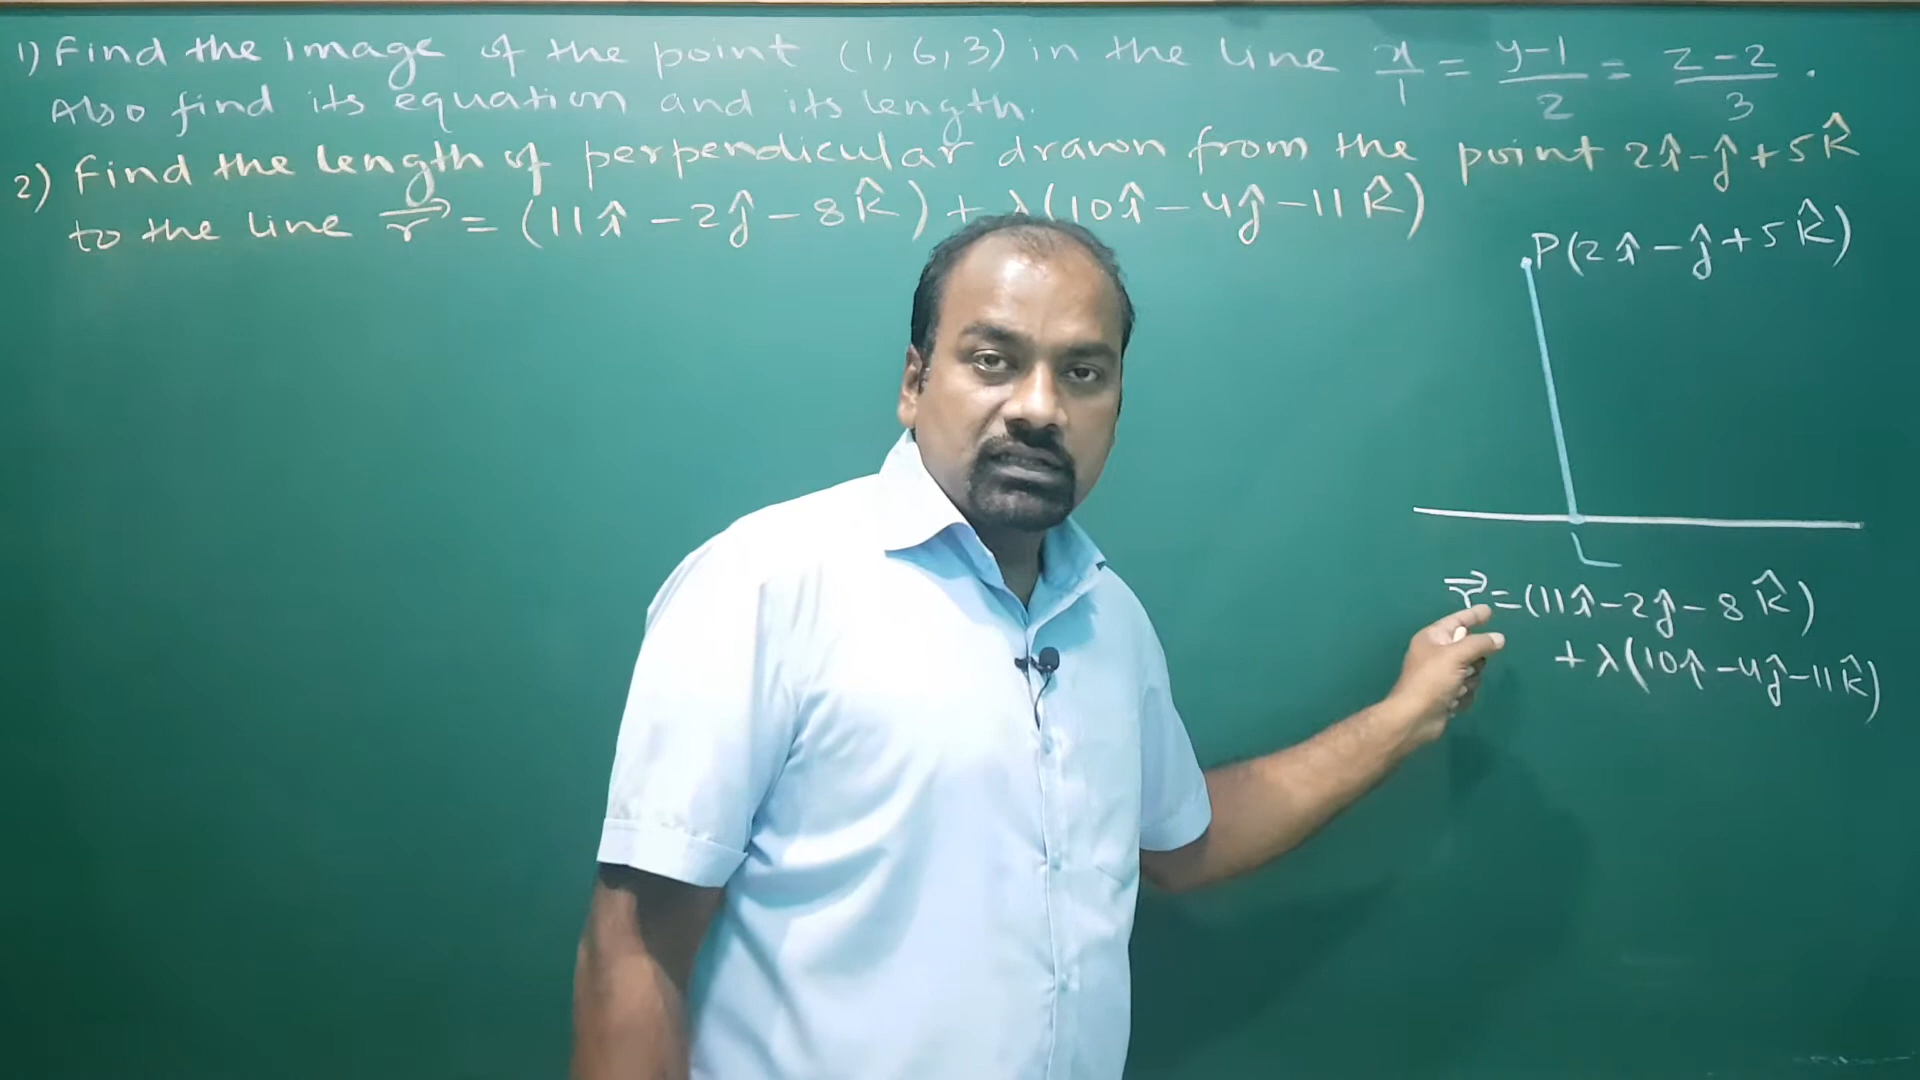 1) Find the image of the point (1, 6, 3) in the line x/1 = y-1/2 = z-2/3 .
Also find its equation and its length.
2) Find the length of perpendicular drawn from the point 2î-ĵ+5k̂
to the line r⃗ = (11î -2ĵ -8k̂) + λ(10î -4ĵ -11k̂)
P(2î -ĵ +5k̂)
L
r⃗=(11î-2ĵ-8k̂)
+ λ(10î-4ĵ-11k̂)